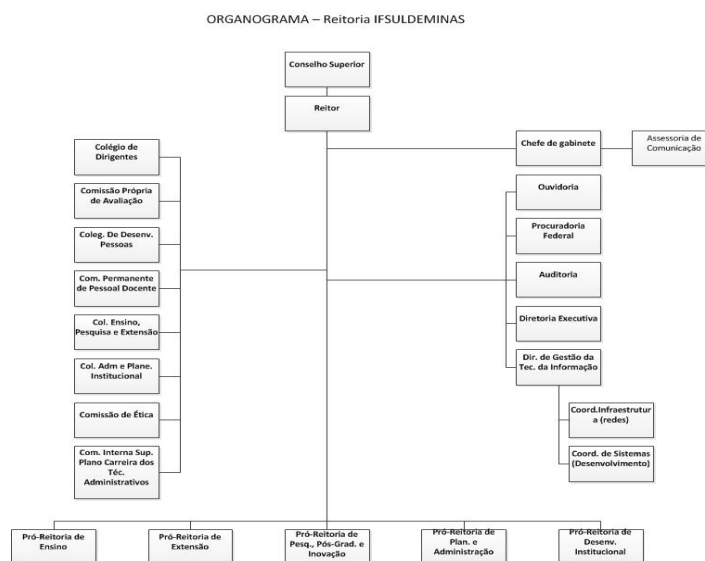 ORGANOGRAMA – Reitoria IFSULDEMINAS
Conselho Superior
Reitor
Colégio de
Dirigentes
Comissão Própria
de Avaliação
Coleg. De Desenv.
Pessoas
Com. Permanente
de Pessoal Docente
Col. Ensino,
Pesquisa e Extensão
Col. Adm e Plane.
Institucional
Comissão de Ética
Com. Interna Sup.
Plano Carreira dos
Téc.
Administrativos
Chefe de gabinete
Assessoria de
Comunicação
Ouvidoria
Procuradoria
Federal
Auditoria
Diretoria Executiva
Dir. de Gestão da
Tec. da Informação
Coord.Infraestrutur
a (redes)
Coord. de Sistemas
(Desenvolvimento)
Pró-Reitoria de
Ensino
Pró-Reitoria de
Extensão
Pró-Reitoria de
Pesq., Pós-Grad. e
Inovação
Pró-Reitoria de
Plan. e
Administração
Pró-Reitoria de
Desenv.
Institucional